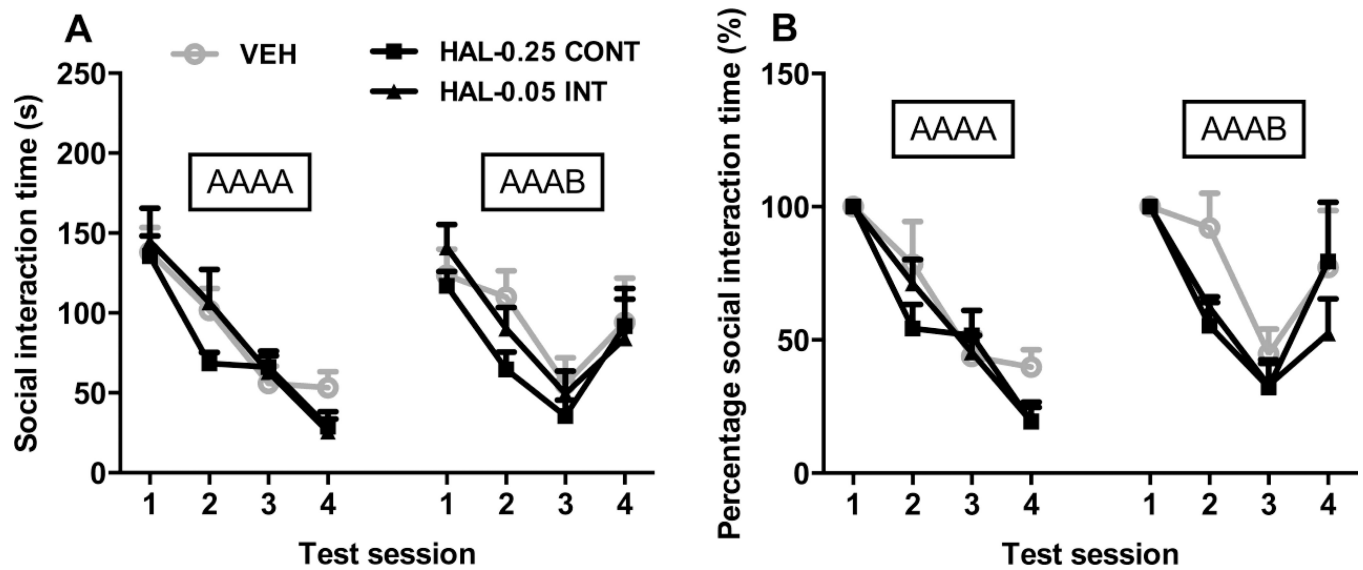 A
VEH
HAL-0.25 CONT
HAL-0.05 INT
Social interaction time (s)
250
200
150
100
50
0
AAAA
AAAB
1 2 3 4 1 2 3 4
Test session
B
Percentage social interaction time (%)
150
100
50
0
AAAA
AAAB
1 2 3 4 1 2 3 4
Test session